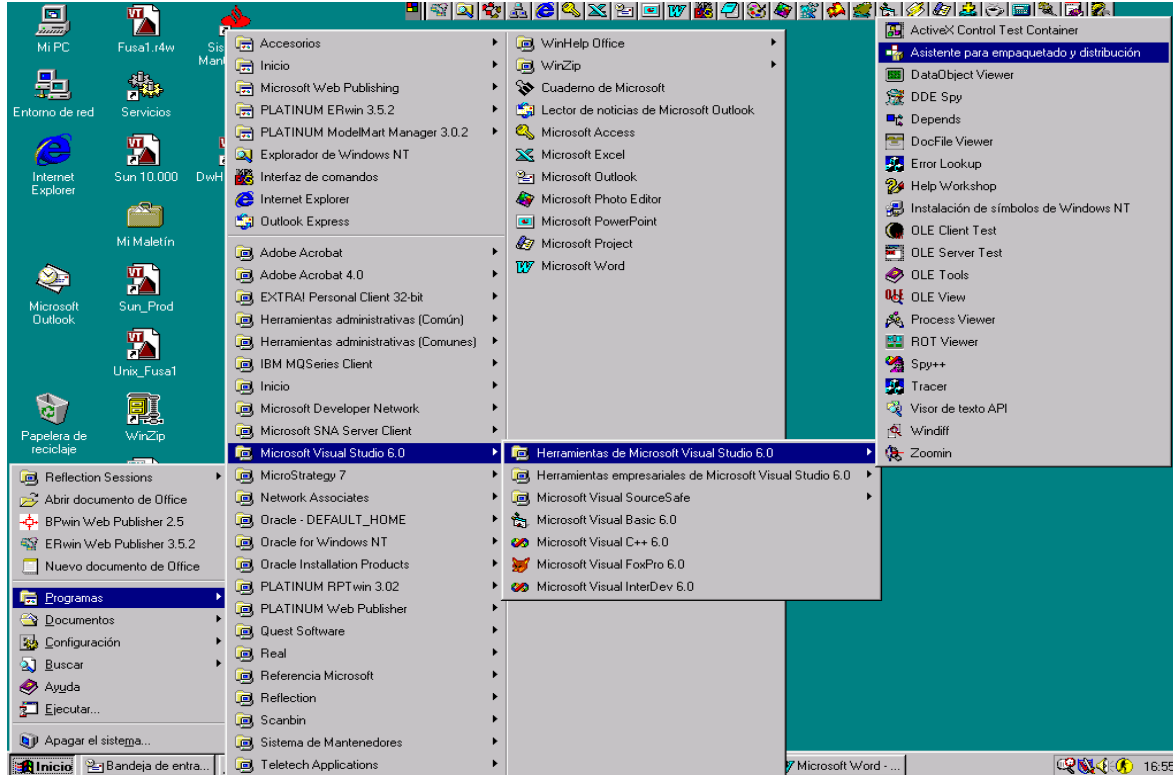 Mi PC
Fusa1.r4w
Entorno de red
Servicios
Internet
Explorer
Sun 10.000
Mi Maletín
Microsoft
Outlook
Sun_Prod
Unix_Fusa1
Papelera de
reciclaje
WinZip
Reflection Sessions
Abrir documento de Office
BPwin Web Publisher 2.5
ERwin Web Publisher 3.5.2
Nuevo documento de Office
Programas
Documentos
Configuración
Buscar
Ayuda
Ejecutar...
Apagar el sistema...
Accesorios
Inicio
Microsoft Web Publishing
PLATINUM ERwin 3.5.2
PLATINUM ModelMart Manager 3.0.2
Explorador de Windows NT
Interfaz de comandos
Internet Explorer
Outlook Express
Adobe Acrobat
Adobe Acrobat 4.0
EXTRA! Personal Client 32-bit
Herramientas administrativas (Común)
Herramientas administrativas (Comunes)
IBM MQSeries Client
Inicio
Microsoft Developer Network
Microsoft SNA Server Client
Microsoft Visual Studio 6.0
MicroStrategy 7
Network Associates
Oracle - DEFAULT_HOME
Oracle for Windows NT
Oracle Installation Products
PLATINUM RPTwin 3.02
PLATINUM Web Publisher
Quest Software
Real
Referencia Microsoft
Reflection
Scanbin
Sistema de Mantenedores
Teletech Applications
WinHelp Office
WinZip
Cuaderno de Microsoft
Lector de noticias de Microsoft Outlook
Microsoft Access
Microsoft Excel
Microsoft Outlook
Microsoft Photo Editor
Microsoft PowerPoint
Microsoft Project
Microsoft Word
Herramientas de Microsoft Visual Studio 6.0
Herramientas empresariales de Microsoft Visual Studio 6.0
Microsoft Visual SourceSafe
Microsoft Visual Basic 6.0
Microsoft Visual C++ 6.0
Microsoft Visual FoxPro 6.0
Microsoft Visual InterDev 6.0
ActiveX Control Test Container
Asistente para empaquetado y distribución
DataObject Viewer
DDE Spy
Depends
DocFile Viewer
Error Lookup
Help Workshop
Instalación de símbolos de Windows NT
OLE Client Test
OLE Server Test
OLE Tools
OLE View
Process Viewer
ROT Viewer
Spy++
Tracer
Visor de texto API
Windiff
Zoomin
Inicio
Bandeja de entra...
Microsoft Word - ...
16:55